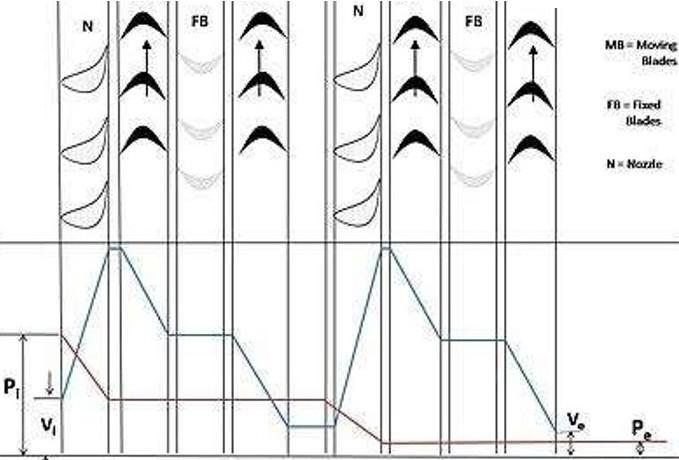 N
FB
N
FB
MB = Moving
Blades
FB = Fixed
Blades
N = Nozzle
Pi
Vi
Ve
Pe